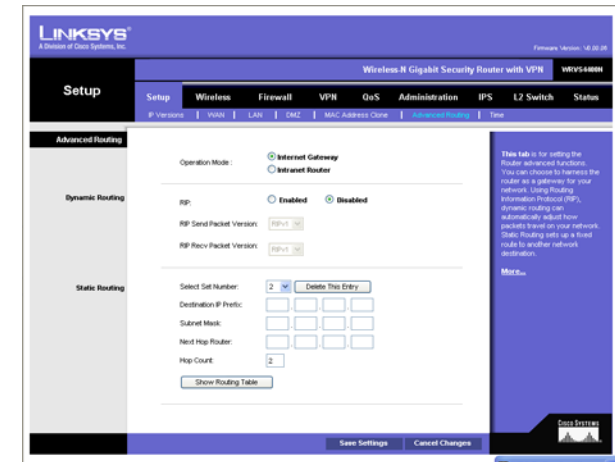 LINKSYS®
A Division of Cisco Systems, Inc.
Firmware Version: V0.00.09
Wireless-N Gigabit Security Router with VPN WRVS4400N
Setup
Setup Wireless Firewall VPN QoS Administration IPS L2 Switch Status
IP Versions | WAN | LAN | DMZ | MAC Address Clone | Advanced Routing | Time
Advanced Routing
Operation Mode :
Internet Gateway
Intranet Router
Dynamic Routing
RIP:
Enabled Disabled
RIP Send Packet Version:
RIPv1
RIP Recv Packet Version:
RIPv1
Static Routing
Select Set Number:
2 Delete This Entry
Destination IP Prefix:
Subnet Mask:
Next Hop Router:
Hop Count:
2
Show Routing Table
This tab is for setting the
Router advanced functions.
You can choose to harness the
router as a gateway for your
network. Using Routing
Information Protocol (RIP),
dynamic routing can
automatically adjust how
packets travel on your network.
Static Routing sets up a fixed
route to another network
destination.
More...
Save Settings Cancel Changes
CISCO SYSTEMS